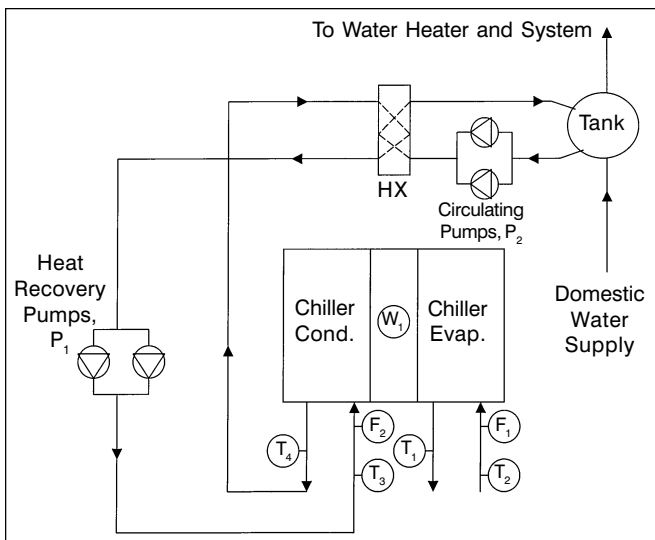 To Water Heater and System
Tank
HX
Circulating
Pumps, P2
Heat
Recovery
Pumps,
P1
Chiller
Cond.
W1
Chiller
Evap.
Domestic
Water
Supply
F2
F1
T4
T1
T3
T2